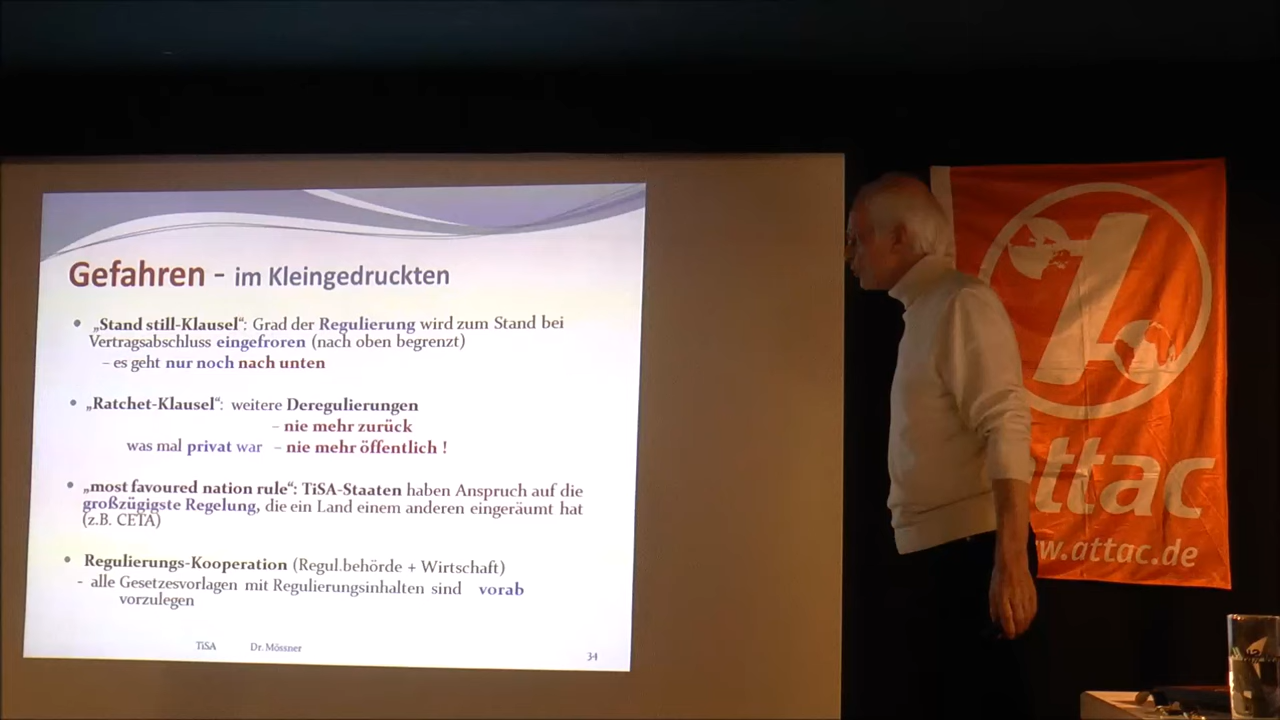 Gefahren - im Kleingedruckten
• „Stand still-Klausel“: Grad der Regulierung wird zum Stand bei
Vertragsabschluss eingefroren (nach oben begrenzt)
– es geht nur noch nach unten
• „Ratchet-Klausel“: weitere Deregulierungen
– nie mehr zurück
was mal privat war – nie mehr öffentlich !
• „most favoured nation rule“: TiSA-Staaten haben Anspruch auf die
großzügigste Regelung, die ein Land einem anderen eingeräumt hat
(z.B. CETA)
• Regulierungs-Kooperation (Regul.behörde + Wirtschaft)
- alle Gesetzesvorlagen mit Regulierungsinhalten sind vorab
vorzulegen
TiSA Dr. Mössner 34
attac
w.attac.de